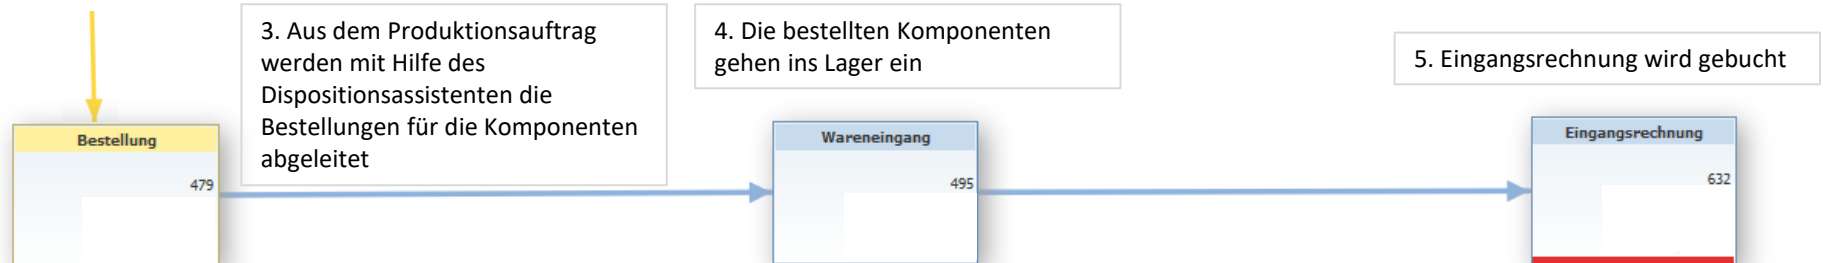 3. Aus dem Produktionsauftrag
werden mit Hilfe des
Dispositionsassistenten die
Bestellungen für die Komponenten
abgeleitet
4. Die bestellten Komponenten
gehen ins Lager ein
5. Eingangsrechnung wird gebucht
Bestellung
479
Wareneingang
495
Eingangsrechnung
632